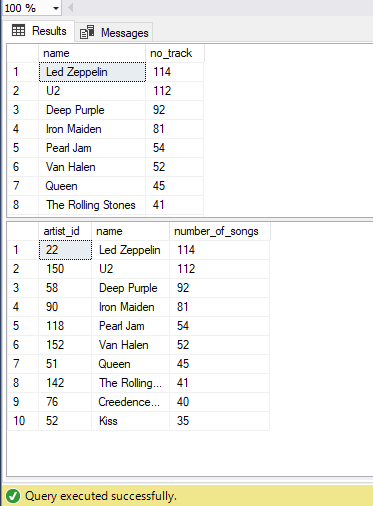 100 %
Results Messages
name no_track
1 Led Zeppelin 114
2 U2 112
3 Deep Purple 92
4 Iron Maiden 81
5 Pearl Jam 54
6 Van Halen 52
7 Queen 45
8 The Rolling Stones 41
artist_id name number_of_songs
1 22 Led Zeppelin 114
2 150 U2 112
3 58 Deep Purple 92
4 90 Iron Maiden 81
5 118 Pearl Jam 54
6 152 Van Halen 52
7 51 Queen 45
8 142 The Rolling... 41
9 76 Creedence... 40
10 52 Kiss 35
Query executed successfully.